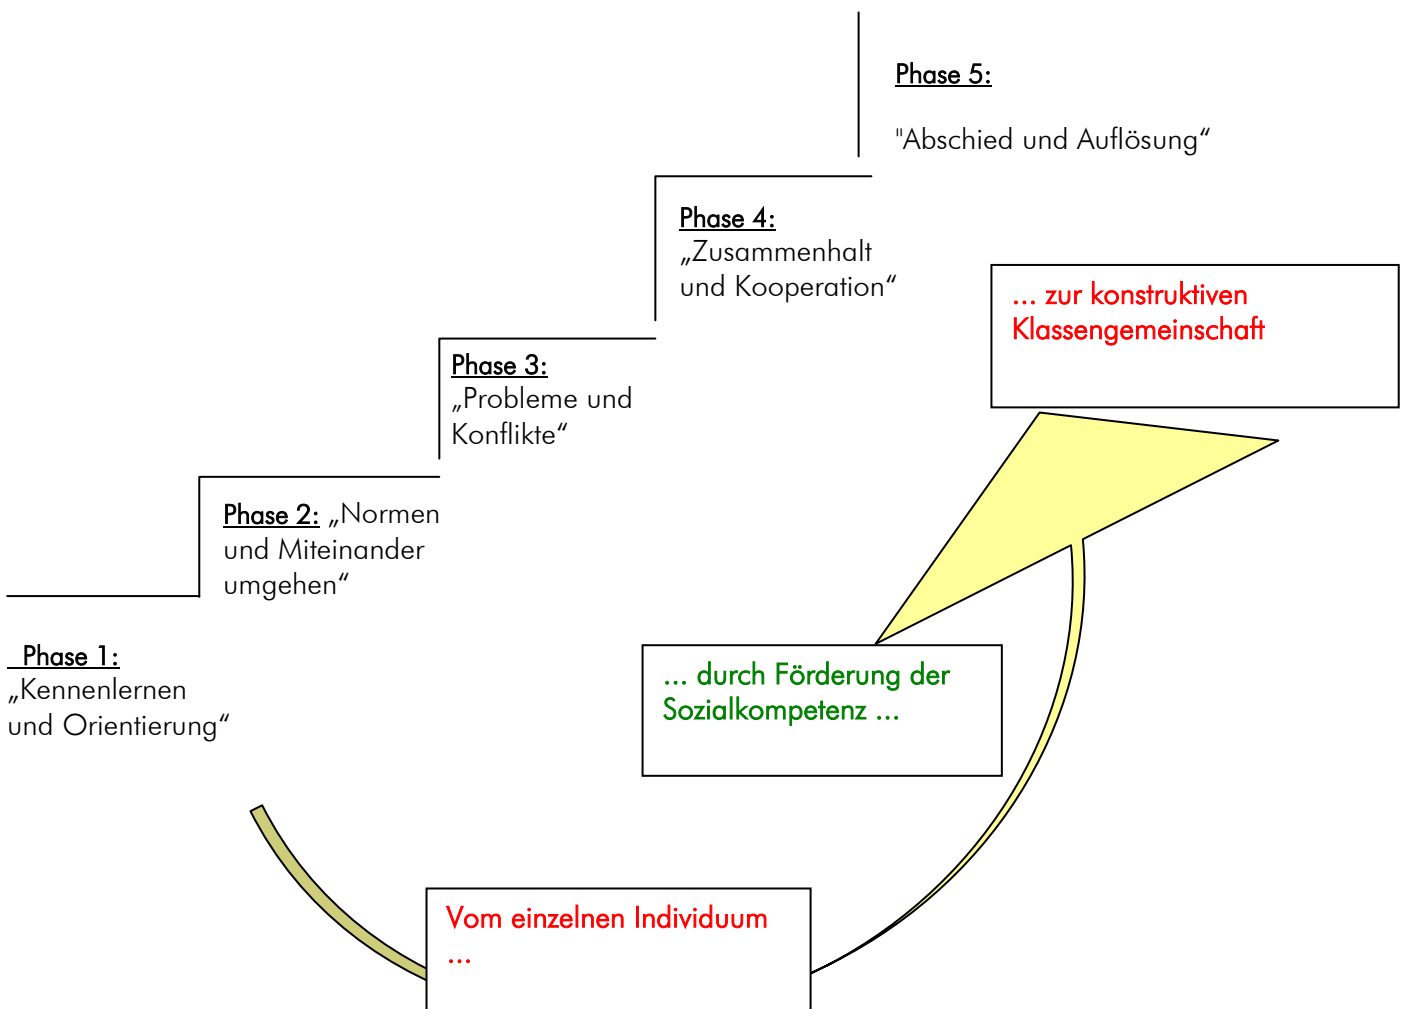 Phase 5:
"Abschied und Auflösung“
Phase 4:
„Zusammenhalt
und Kooperation“
... zur konstruktiven
Klassengemeinschaft
Phase 3:
„Probleme und
Konflikte“
Phase 2: „Normen
und Miteinander
umgehen“
Phase 1:
„Kennenlernen
und Orientierung“
... durch Förderung der
Sozialkompetenz ...
Vom einzelnen Individuum
...